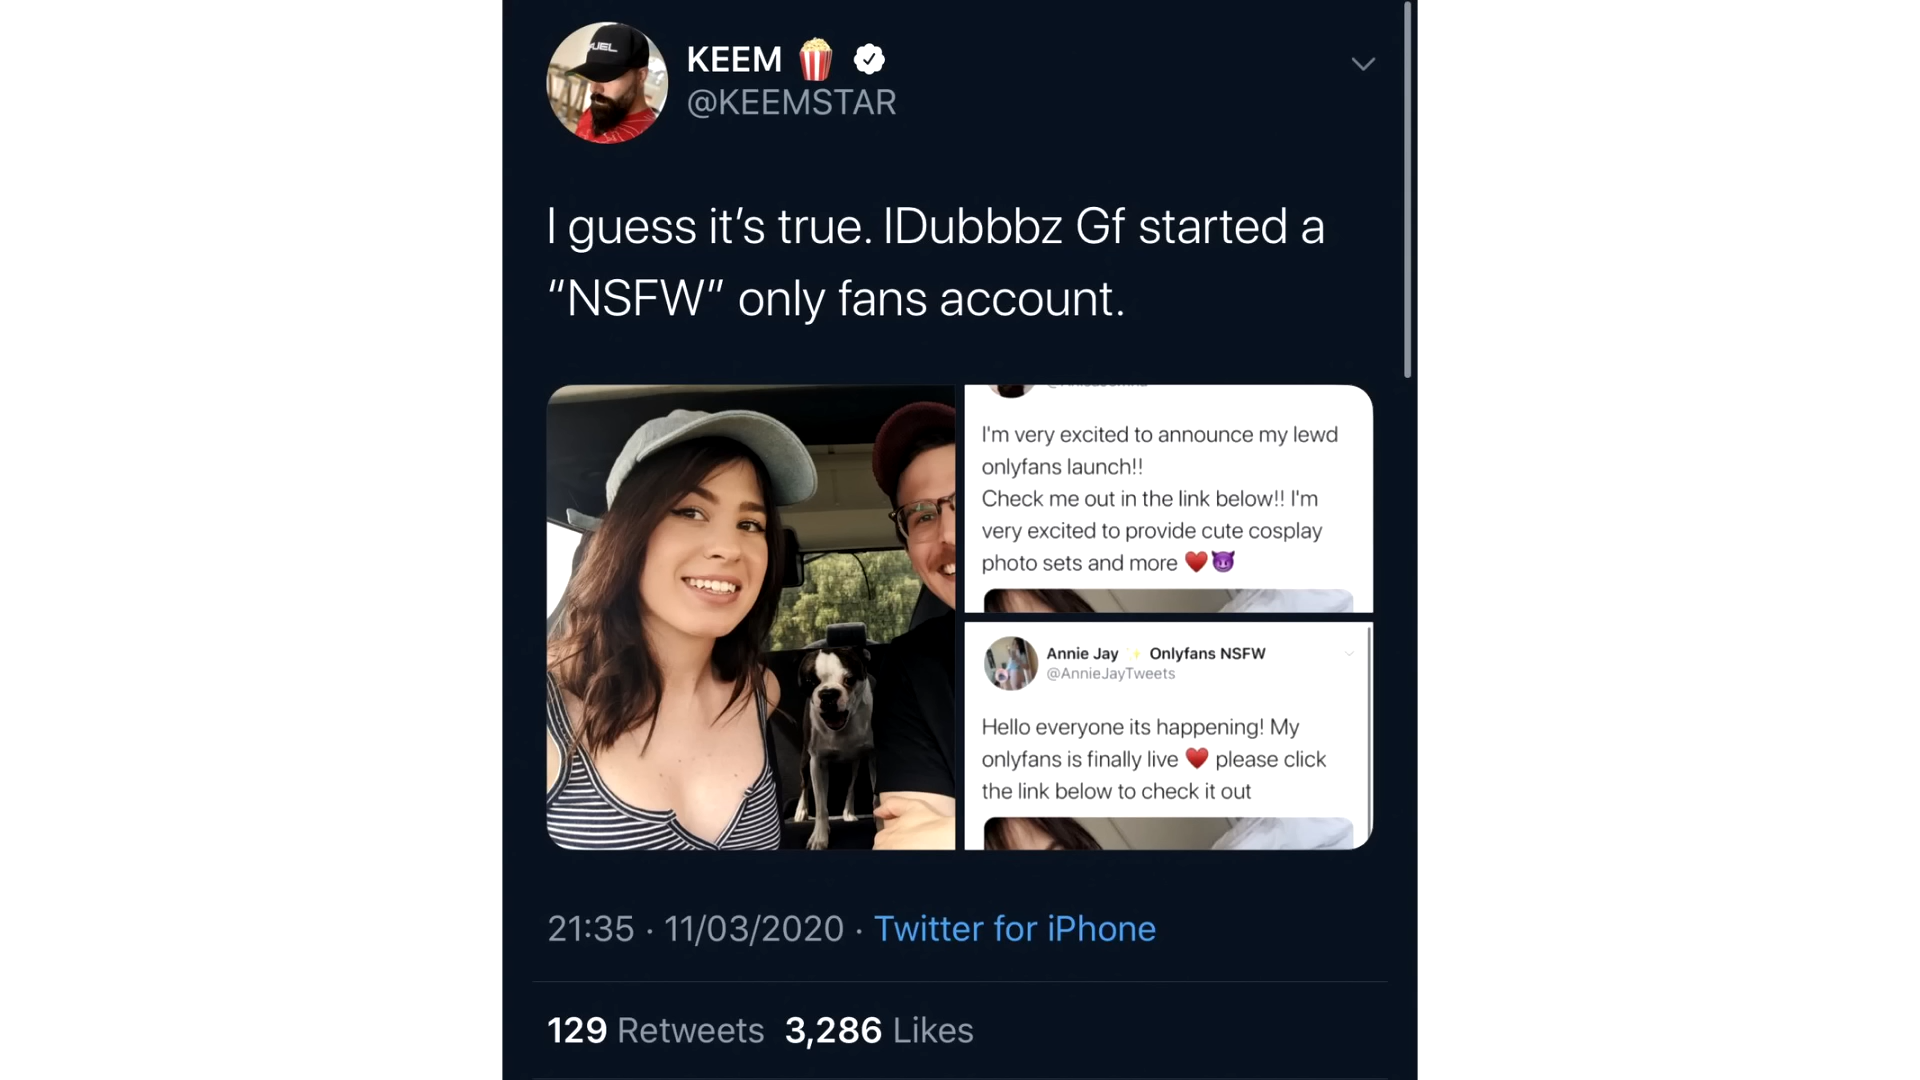 KEEM 🍿
@KEEMSTAR
I guess it’s true. IDubbbz Gf started a
“NSFW” only fans account.
I'm very excited to announce my lewd
onlyfans launch!!
Check me out in the link below!! I'm
very excited to provide cute cosplay
photo sets and more ♥️😈
Annie Jay ✨ Onlyfans NSFW
@AnnieJayTweets
Hello everyone its happening! My
onlyfans is finally live ♥️ please click
the link below to check it out
21:35 · 11/03/2020 · Twitter for iPhone
129 Retweets 3,286 Likes